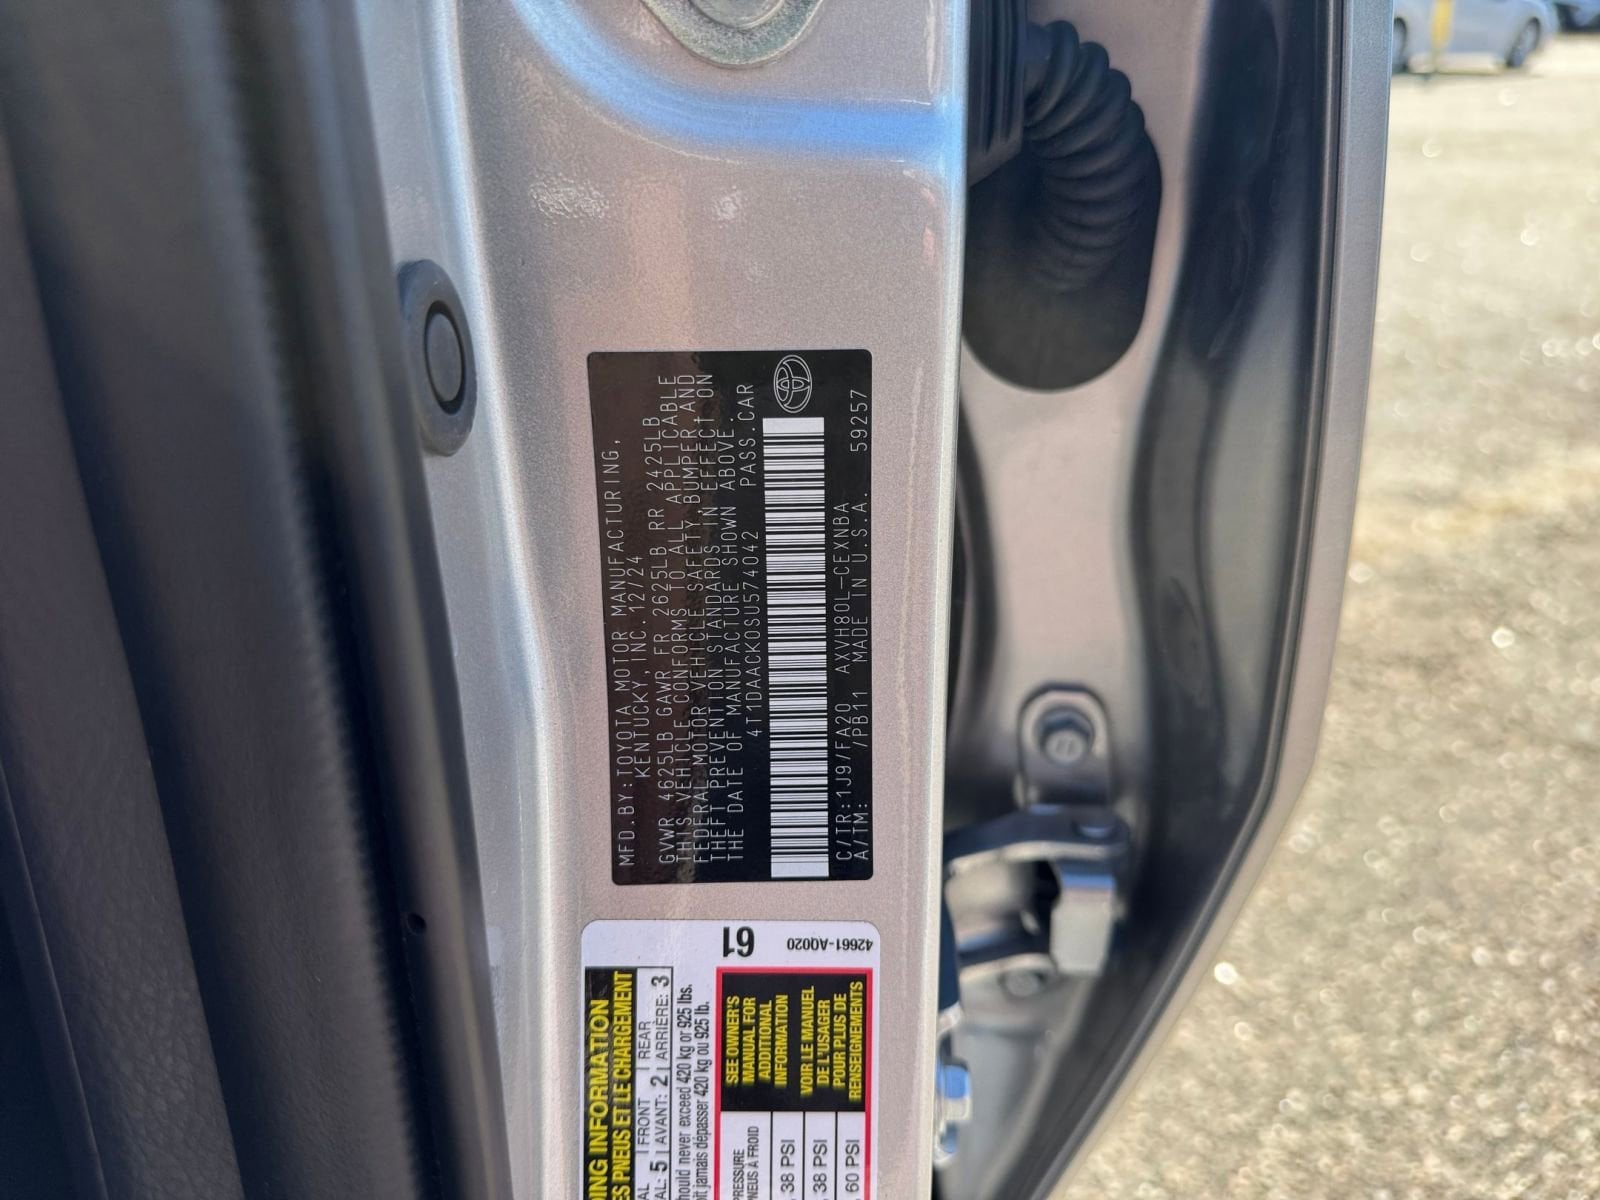 MFD.BY:TOYOTA MOTOR MANUFACTURING,
KENTUCKY, INC. 12/24
GVWR 4625LB GAWR FR 2625LB RR 2425LB
THIS VEHICLE CONFORMS TO ALL APPLICABLE
FEDERAL MOTOR VEHICLE SAFETY, BUMPER, AND
THEFT PREVENTION STANDARDS IN EFFECT ON
THE DATE OF MANUFACTURE SHOWN ABOVE.
4T1DAACK0SU574042 PASS.CAR
C/TR:1J9/FA20 AXVH80L-CEXNBA
A/TM: /PB11 MADE IN U.S.A. 59257
61
42661-AQ020
INFORMATION
PNEUS ET LE CHARGEMENT
FRONT REAR
5 AVANT: 2 ARRIÈRE: 3
should never exceed 420 kg or 925 lbs.
jamais dépasser 420 kg ou 925 lb.
SEE OWNER'S
MANUAL FOR
ADDITIONAL
INFORMATION
VOIR LE MANUEL
DE L'USAGER
POUR PLUS DE
RENSEIGNEMENTS
PRESSURE
PNEUS À FROID
38 PSI
38 PSI
60 PSI